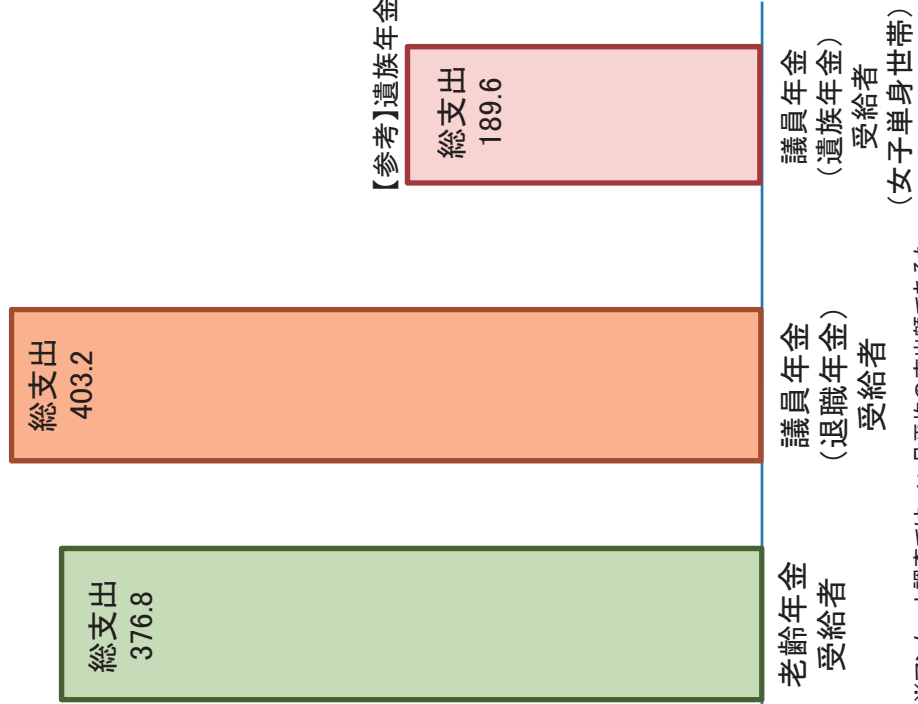 【参考】遺族年金
総支出
376.8
総支出
403.2
総支出
189.6
老齢年金
受給者
議員年金
(退職年金)
受給者
議員年金
(遺族年金)
受給者
(女子単身世帯)